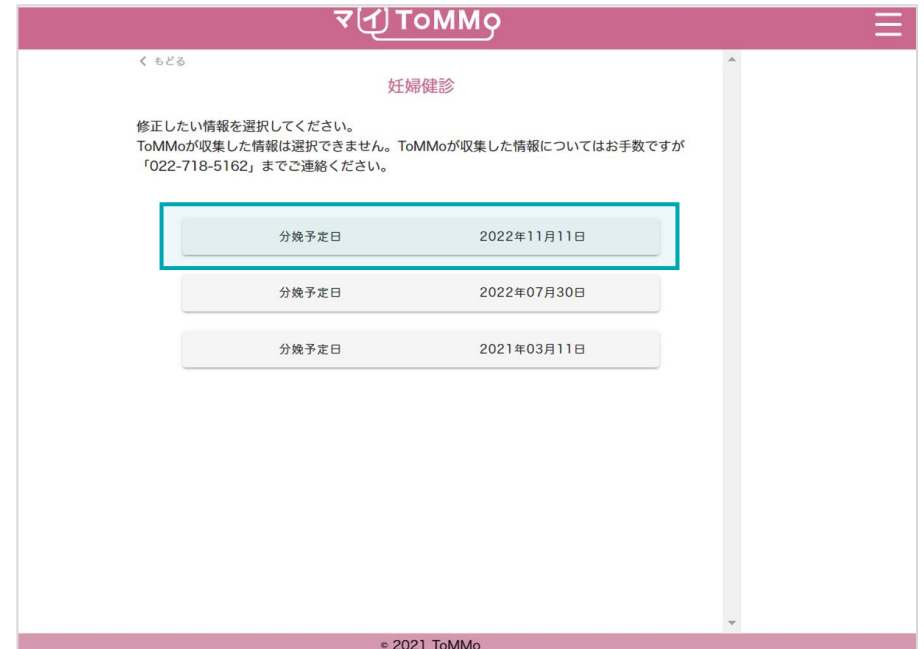 マイ ToMMo
もどる
妊婦健診
修正したい情報を選択してください。
ToMMoが収集した情報は選択できません。ToMMoが収集した情報についてはお手数ですが
「022-718-5162」までご連絡ください。
分娩予定日 2022年11月11日
分娩予定日 2022年07月30日
分娩予定日 2021年03月11日
© 2021 ToMMo